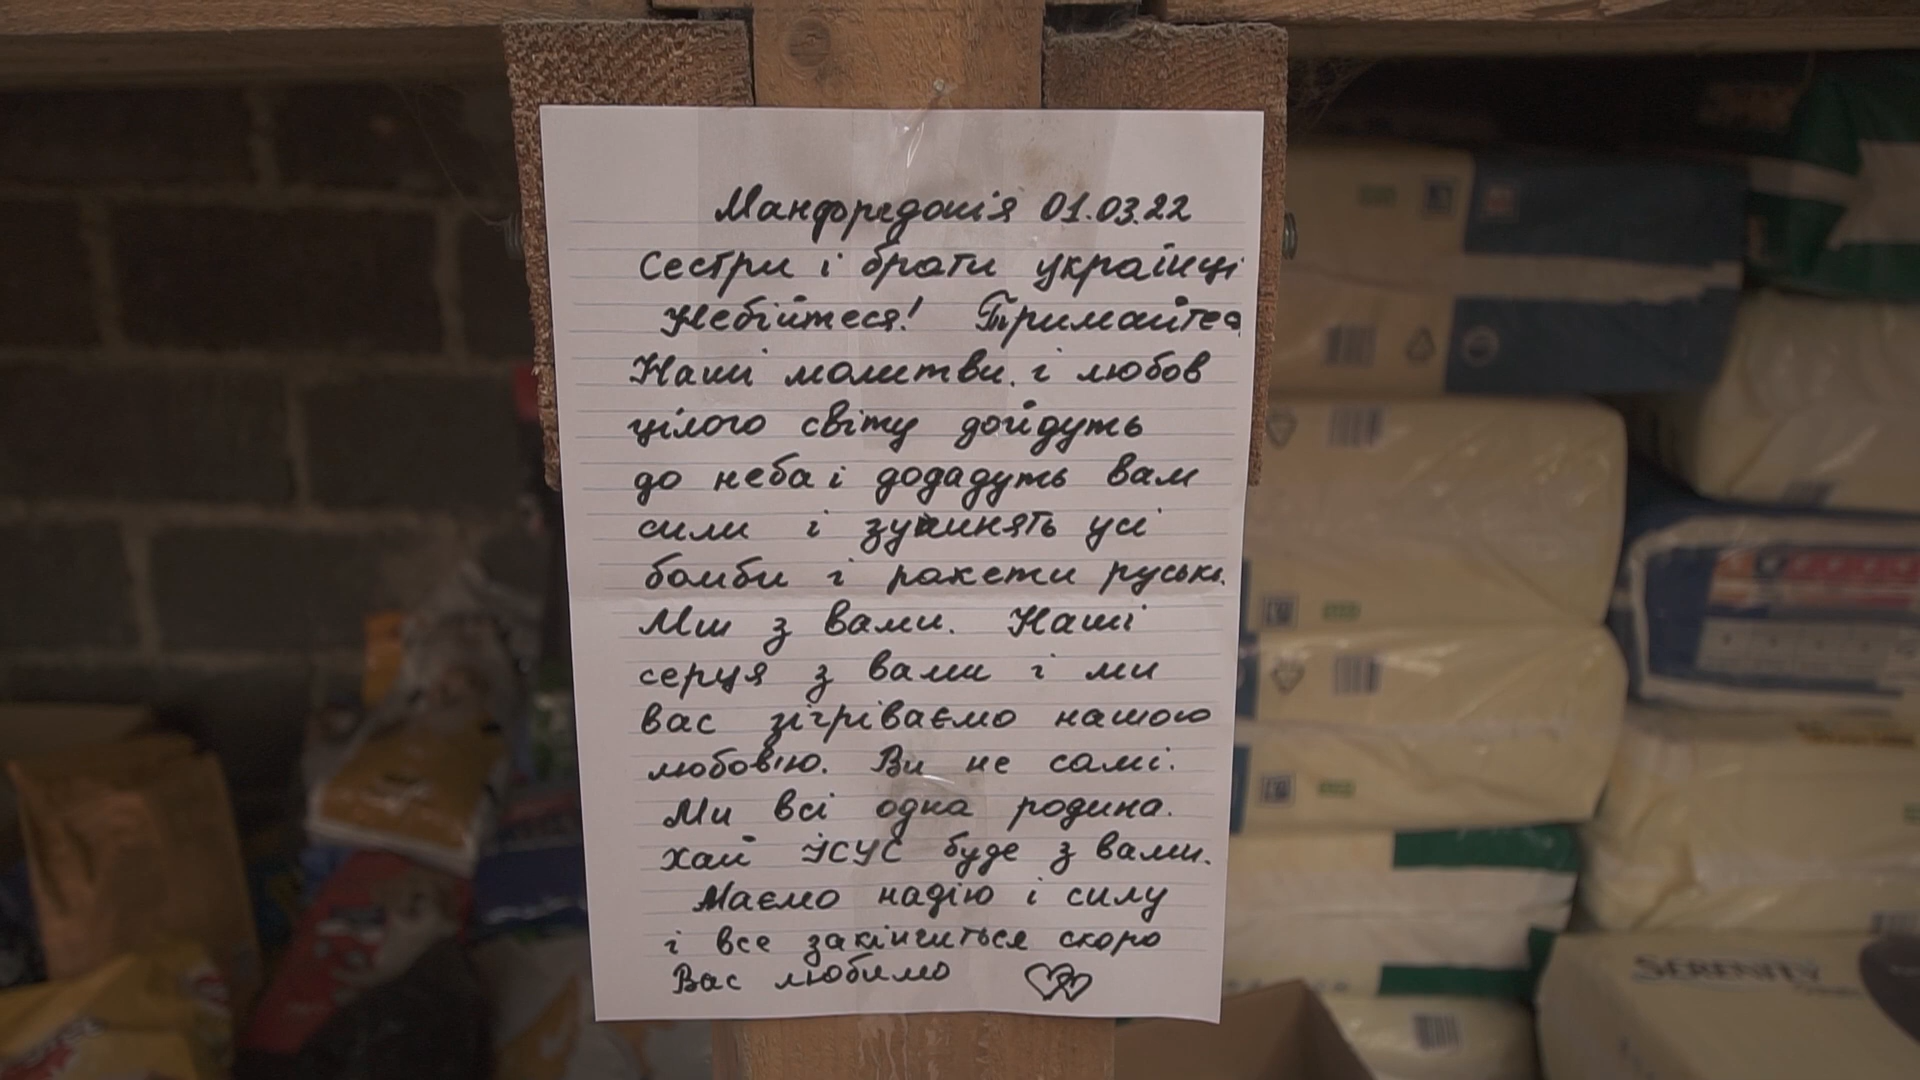 Манфредонія 01.03.22
Сестри і брати українці
Небійтеся! Тримайтеся
Наші молитви і любов
цілого світу дойдуть
до неба і додадуть вам
сили і зупинять усі
бомби і ракети руські.
Ми з вами. Наші
серця з вами і ми
вас зігріваємо нашою
любовію. Ви не самі.
Ми всі одна родина.
хай ІСУС буде з вами.
Маємо надію і силу
і все закінчиться скоро
Вас любимо
SERENITY